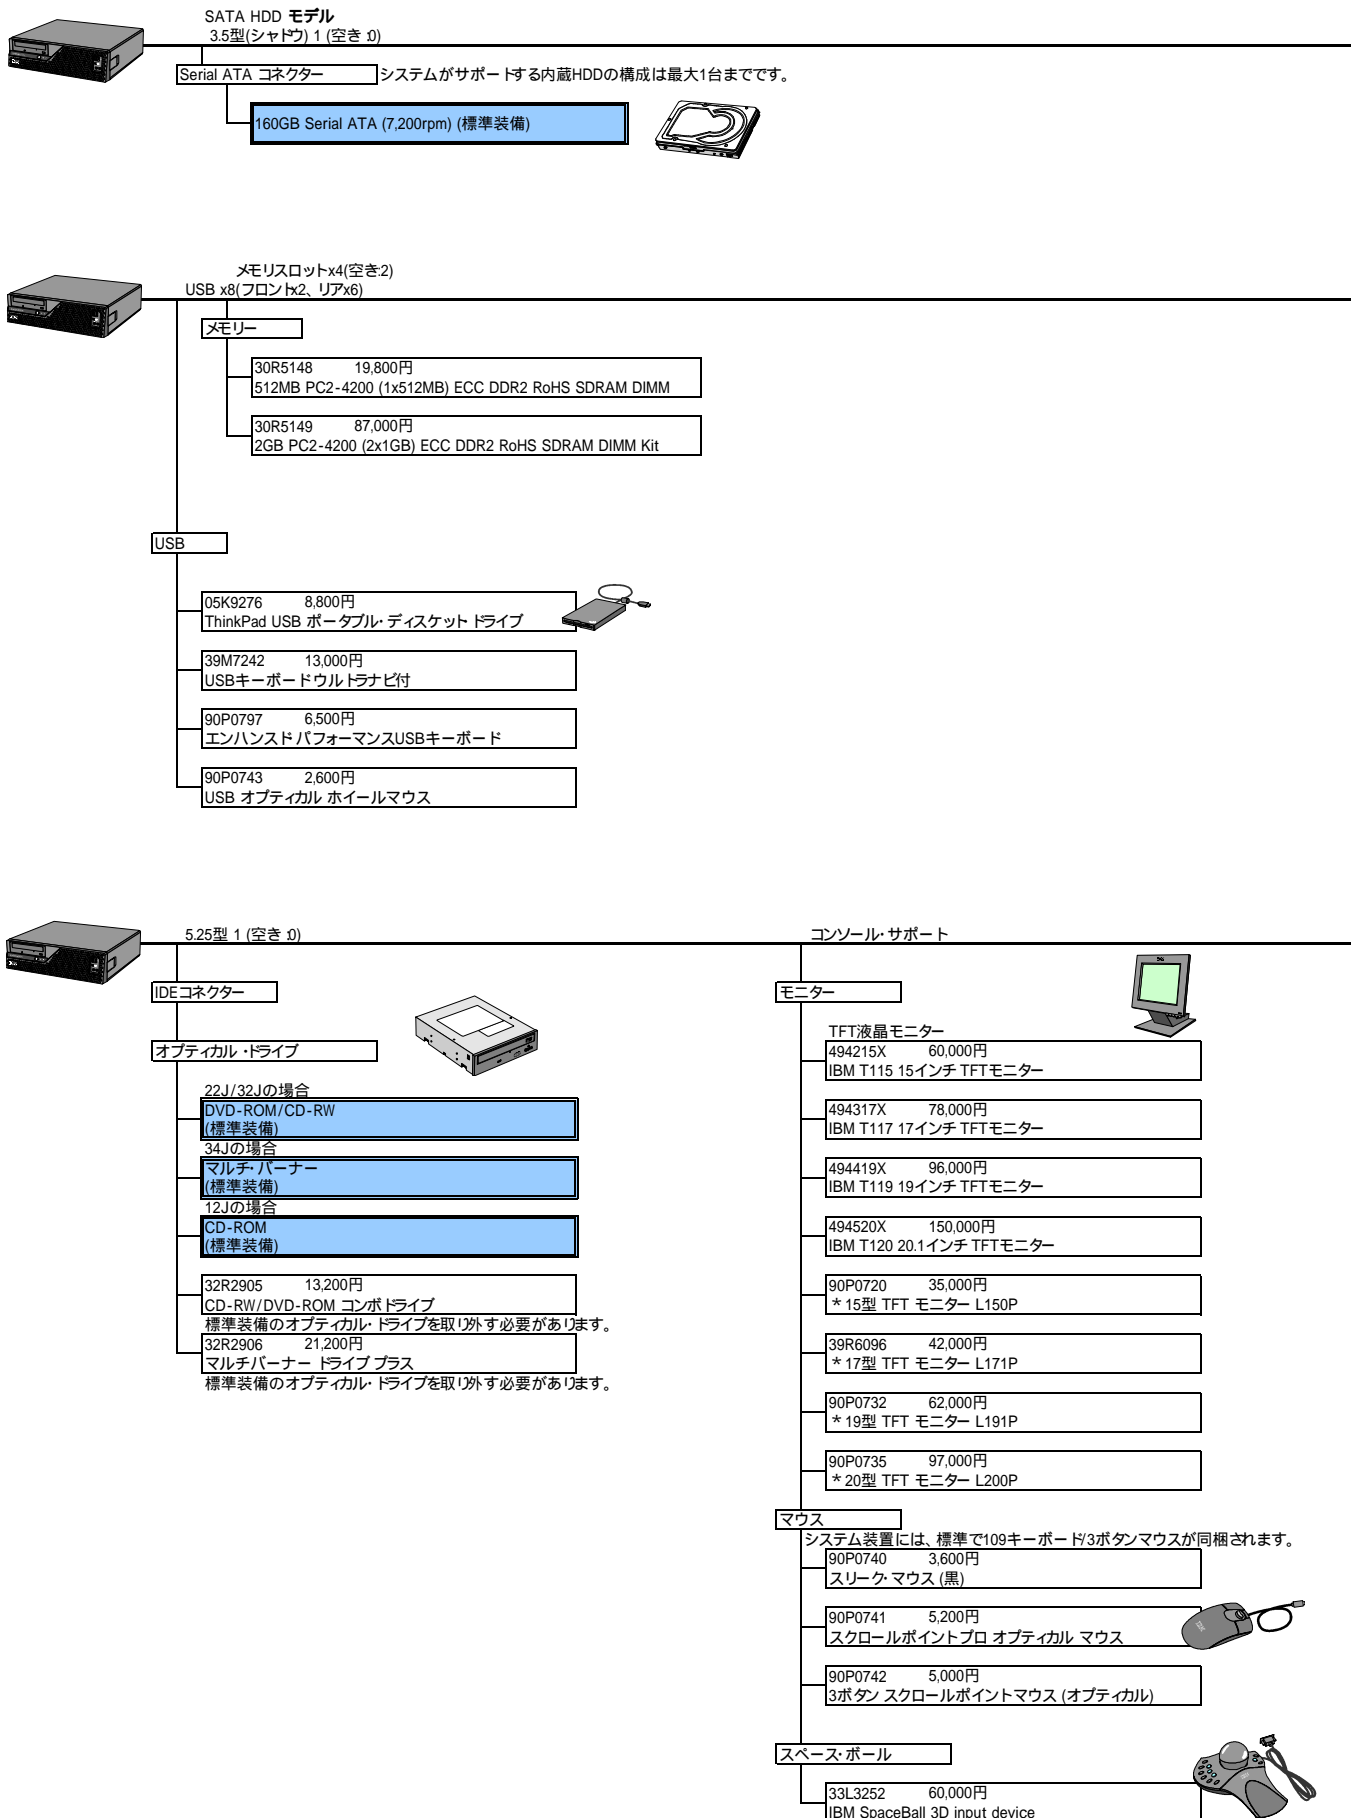 SATA HDD モデル
3.5型(シャドウ) 1 (空き:0)
Serial ATA コネクター
システムがサポートする内蔵HDDの構成は最大1台までです。
160GB Serial ATA (7,200rpm) (標準装備)
メモリスロットx4(空き:2)
USB x8(フロントx2、リアx6)
メモリー
30R5148 19,800円
512MB PC2-4200 (1x512MB) ECC DDR2 RoHS SDRAM DIMM
30R5149 87,000円
2GB PC2-4200 (2x1GB) ECC DDR2 RoHS SDRAM DIMM Kit
USB
05K9276 8,800円
ThinkPad USB ポータブル・ディスケットドライブ
39M7242 13,000円
USBキーボードウルトラナビ付
90P0797 6,500円
エンハンスドパフォーマンスUSBキーボード
90P0743 2,600円
USB オプティカル ホイールマウス
5.25型 1 (空き:0)
IDEコネクター
オプティカル・ドライブ
22J/32Jの場合
DVD-ROM/CD-RW
(標準装備)
34Jの場合
マルチ・バーナー
(標準装備)
12Jの場合
CD-ROM
(標準装備)
32R2905 13,200円
CD-RW/DVD-ROM コンボドライブ
標準装備のオプティカル・ドライブを取り外す必要があります。
32R2906 21,200円
マルチバーナー ドライブ プラス
標準装備のオプティカル・ドライブを取り外す必要があります。
コンソール・サポート
モニター
TFT液晶モニター
494215X 60,000円
IBM T115 15インチ TFTモニター
494317X 78,000円
IBM T117 17インチ TFTモニター
494419X 96,000円
IBM T119 19インチ TFTモニター
494520X 150,000円
IBM T120 20.1インチ TFTモニター
90P0720 35,000円
*15型 TFT モニター L150P
39R6096 42,000円
*17型 TFT モニター L171P
90P0732 62,000円
*19型 TFT モニター L191P
90P0735 97,000円
*20型 TFT モニター L200P
マウス
システム装置には、標準で109キーボード/3ボタンマウスが同梱されます。
90P0740 3,600円
スリーク・マウス (黒)
90P0741 5,200円
スクロールポイントプロ オプティカル マウス
90P0742 5,000円
3ボタン スクロールポイントマウス (オプティカル)
スペース・ボール
33L3252 60,000円
IBM SpaceBall 3D input device